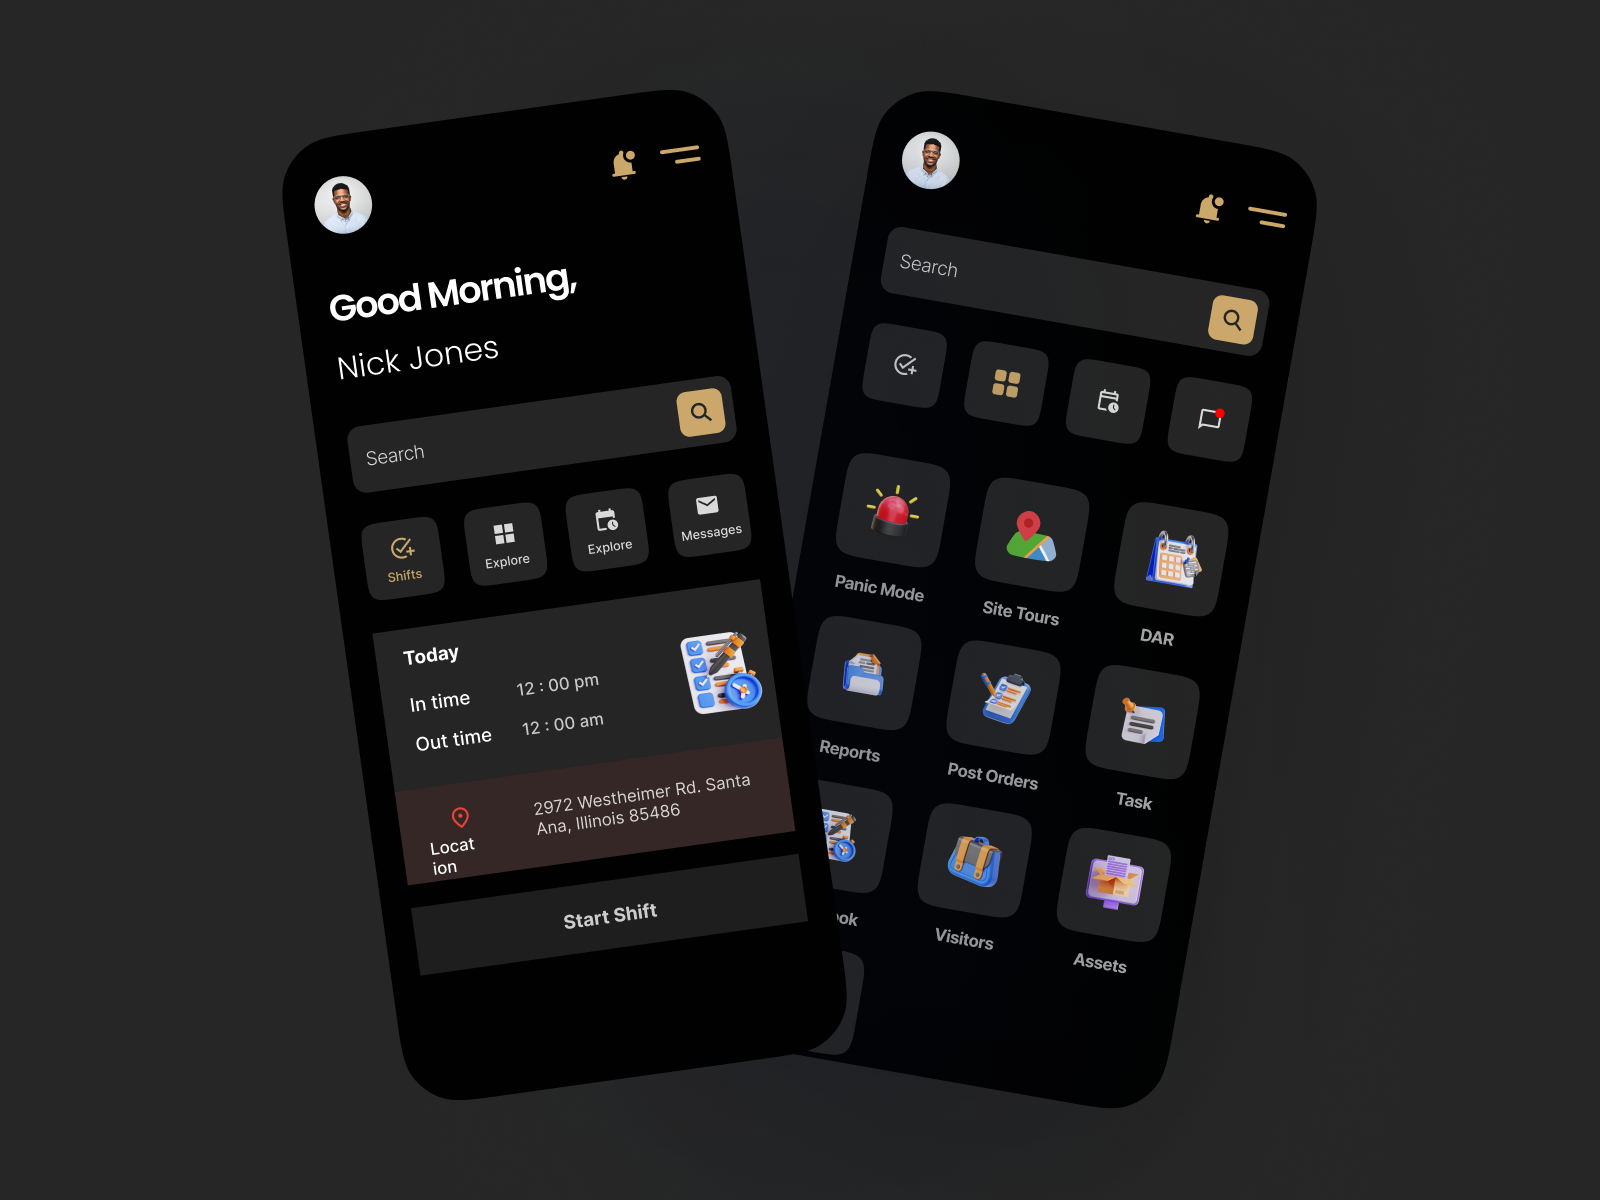 Good Morning,
Nick Jones
Search
Shifts
Explore
Explore
Messages
Today
In time
12 : 00 pm
Out time
12 : 00 am
Locat
ion
2972 Westheimer Rd. Santa
Ana, Illinois 85486
Start Shift
Search
Panic Mode
Site Tours
DAR
Reports
Post Orders
Task
ook
Visitors
Assets